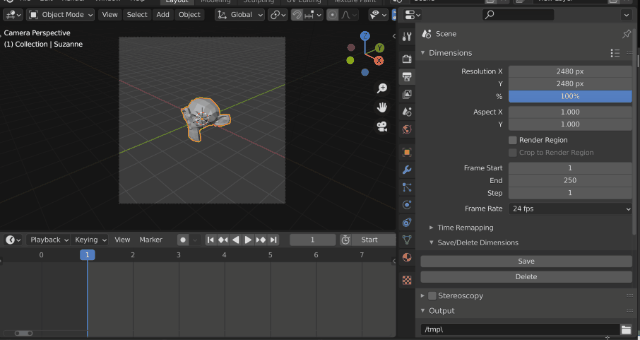 Layout
Object Mode
View
Select
Add
Object
Global
Camera Perspective
(1) Collection | Suzanne
Z
Y
X
Scene
Dimensions
Resolution X
2480 px
Y
2480 px
%
100%
Aspect X
1.000
Y
1.000
Render Region
Crop to Render Region
Frame Start
1
End
250
Step
1
Frame Rate
24 fps
Time Remapping
Save/Delete Dimensions
Save
Delete
Stereoscopy
Output
/tmp\
Playback
Keying
View
Marker
1
Start
0
1
2
3
4
5
6
7